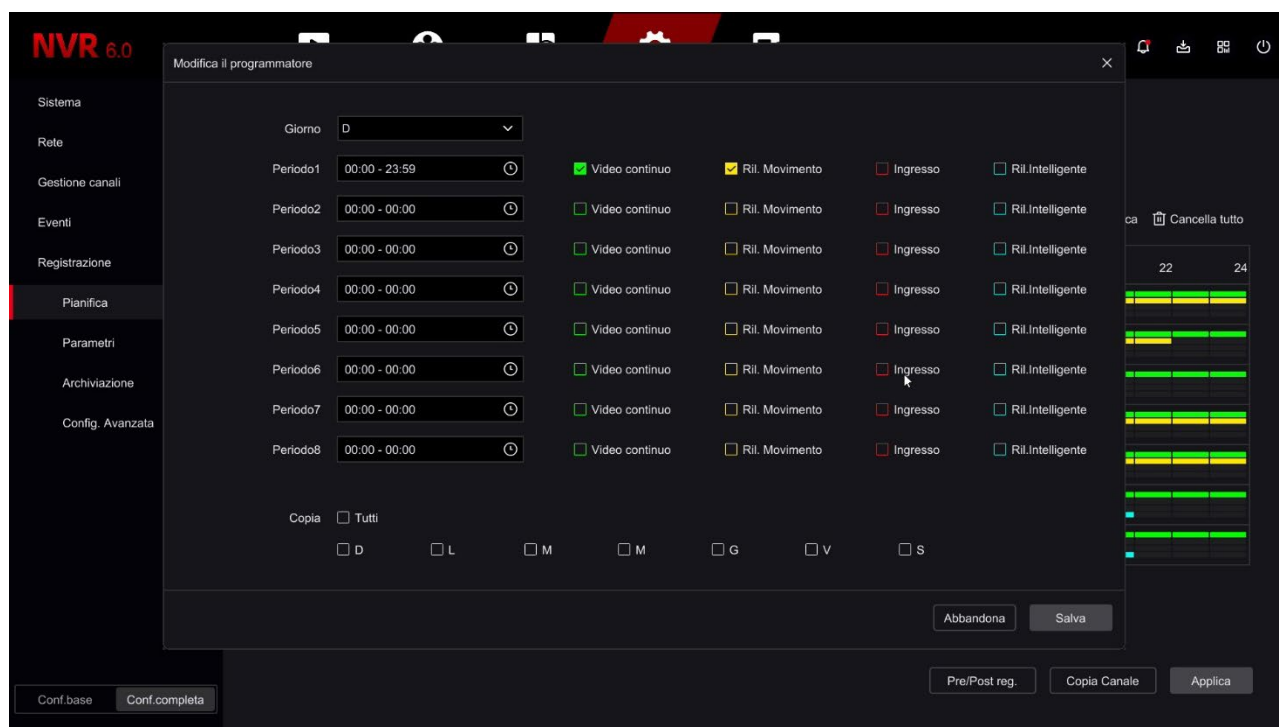 NVR 6.0
Modifica il programmatore
Sistema
Rete
Gestione canali
Eventi
Registrazione
Pianifica
Parametri
Archiviazione
Config. Avanzata
Conf.base Conf.completa
Giorno D
Periodo1 00:00 - 23:59 Video continuo Ril. Movimento Ingresso Ril.Intelligente
Periodo2 00:00 - 00:00 Video continuo Ril. Movimento Ingresso Ril.Intelligente
Periodo3 00:00 - 00:00 Video continuo Ril. Movimento Ingresso Ril.Intelligente
Periodo4 00:00 - 00:00 Video continuo Ril. Movimento Ingresso Ril.Intelligente
Periodo5 00:00 - 00:00 Video continuo Ril. Movimento Ingresso Ril.Intelligente
Periodo6 00:00 - 00:00 Video continuo Ril. Movimento Ingresso Ril.Intelligente
Periodo7 00:00 - 00:00 Video continuo Ril. Movimento Ingresso Ril.Intelligente
Periodo8 00:00 - 00:00 Video continuo Ril. Movimento Ingresso Ril.Intelligente
Copia Tutti
D L M M G V S
Abbandona Salva
ca Cancella tutto
22 24
Pre/Post reg. Copia Canale Applica